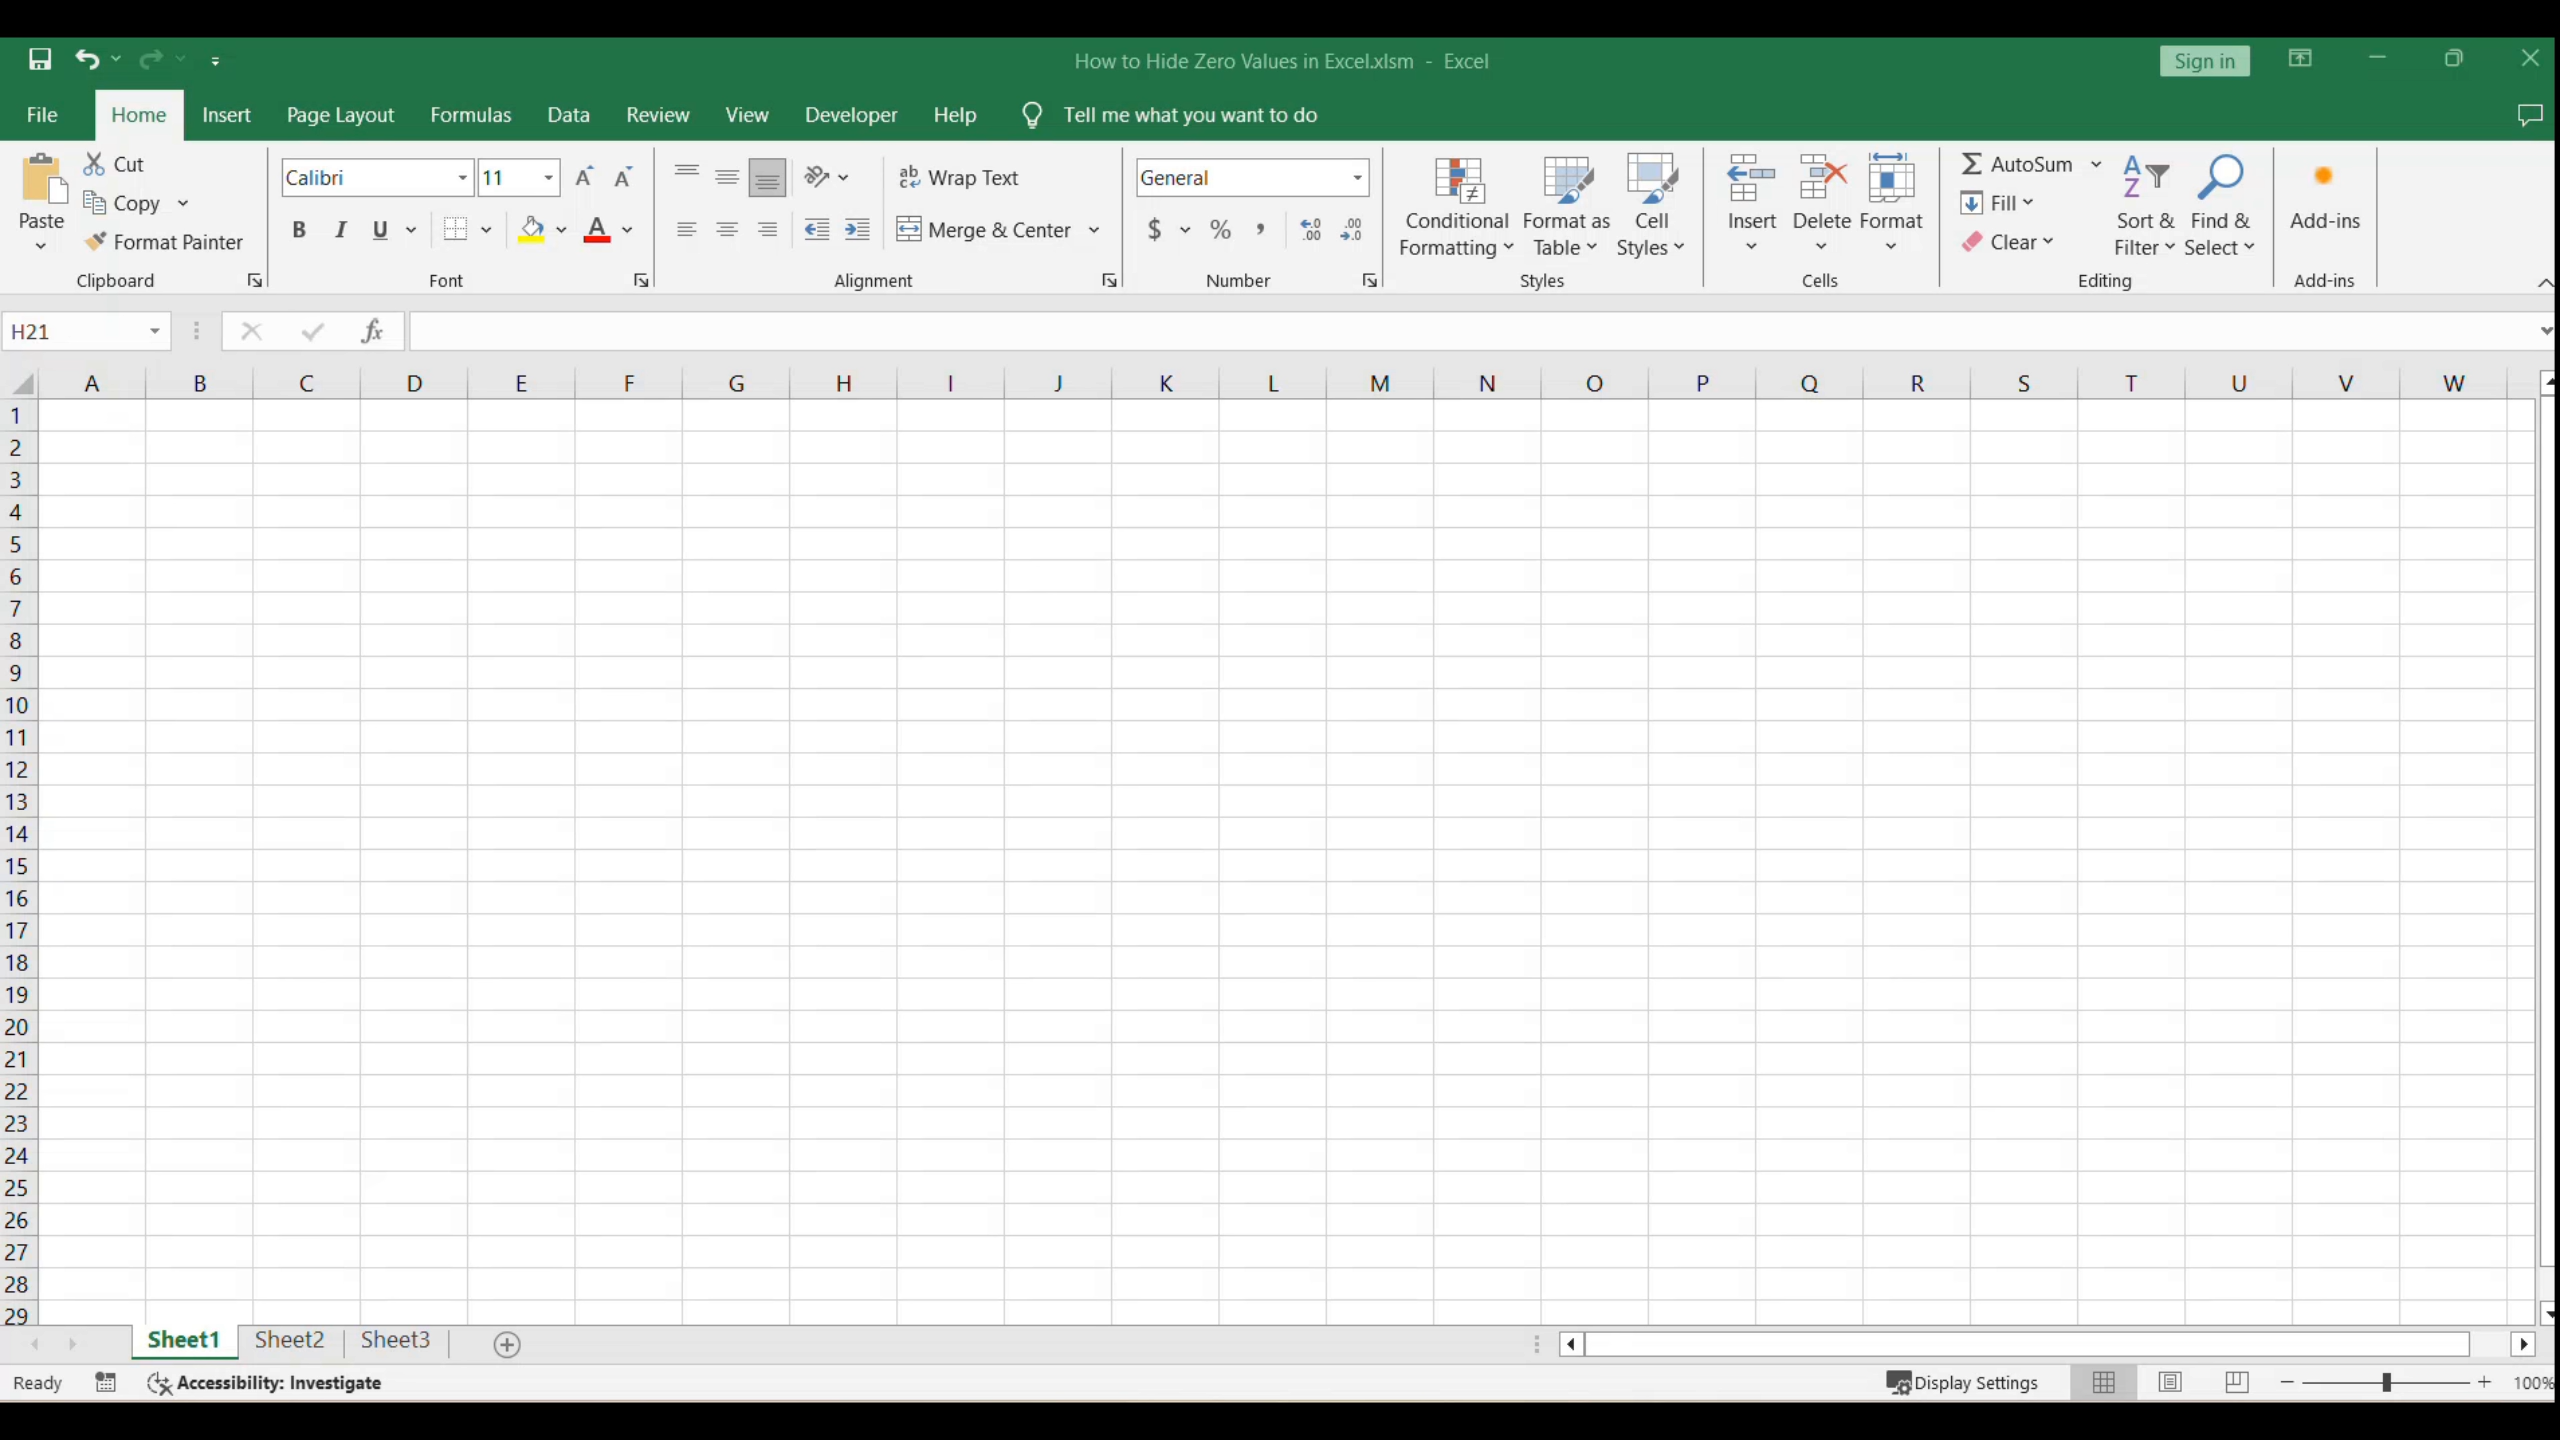 How to Hide Zero Values in Excel.xlsm - Excel
Sign in
File Home Insert Page Layout Formulas Data Review View Developer Help Tell me what you want to do
Cut
Copy
Format Painter
Paste
Clipboard
Calibri 11
B I U A
Font
Wrap Text
Merge & Center
Alignment
General
$ % ,
Number
Conditional Formatting
Format as Table
Cell Styles
Styles
Insert Delete Format
Cells
AutoSum
Fill
Clear
Sort & Filter
Find & Select
Editing
Add-ins
Add-ins
H21 fx
A B C D E F G H I J K L M N O P Q R S T U V W
1
2
3
4
5
6
7
8
9
10
11
12
13
14
15
16
17
18
19
20
21
22
23
24
25
26
27
28
29
Sheet1 Sheet2 Sheet3
Ready Accessibility: Investigate Display Settings 100%